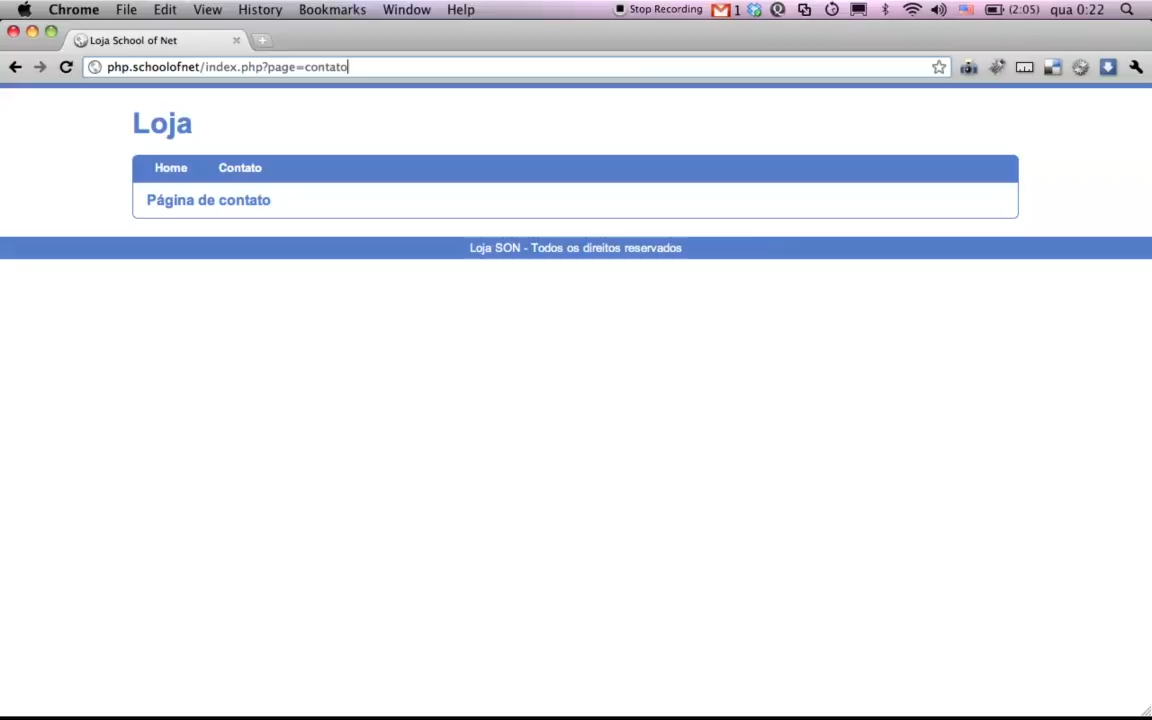 Chrome File Edit View History Bookmarks Window Help Stop Recording 1 (2:05) qua 0:22
Loja School of Net
php.schoolofnet/index.php?page=contato
Loja
Home Contato
Página de contato
Loja SON - Todos os direitos reservados